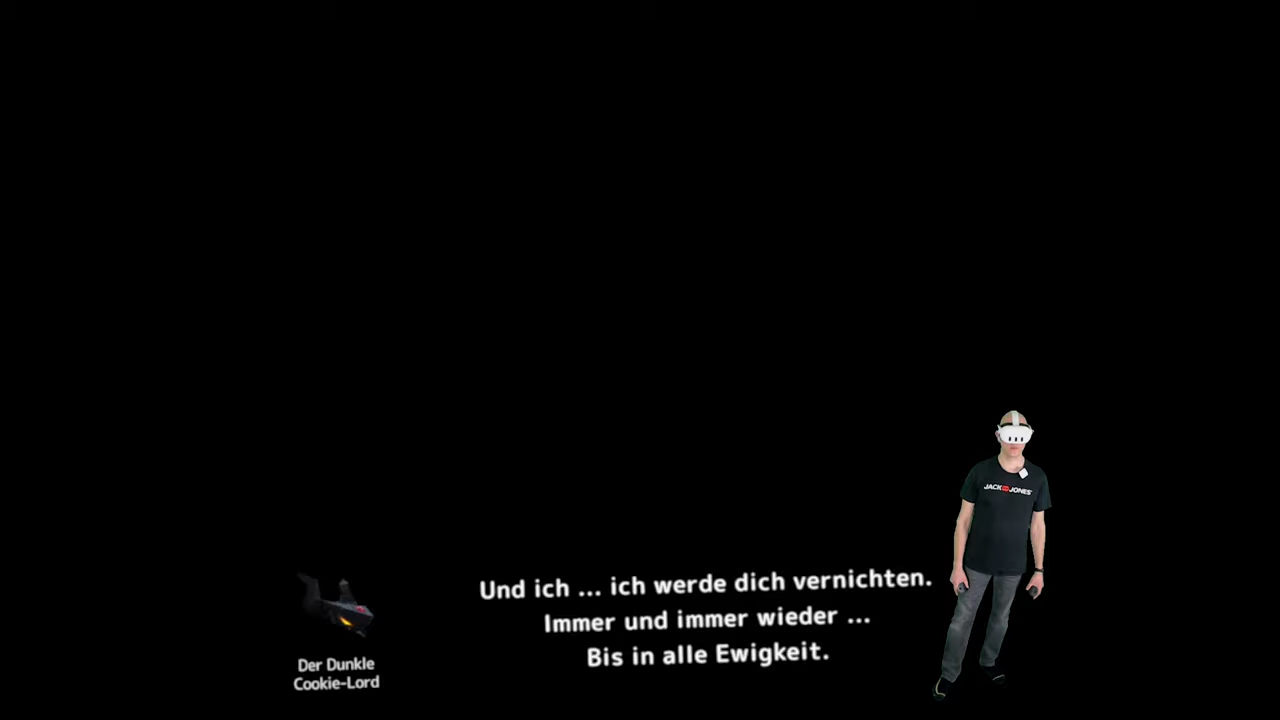 JACK JONES
Und ich ... ich werde dich vernichten.
Immer und immer wieder ...
Bis in alle Ewigkeit.
Der Dunkle
Cookie-Lord